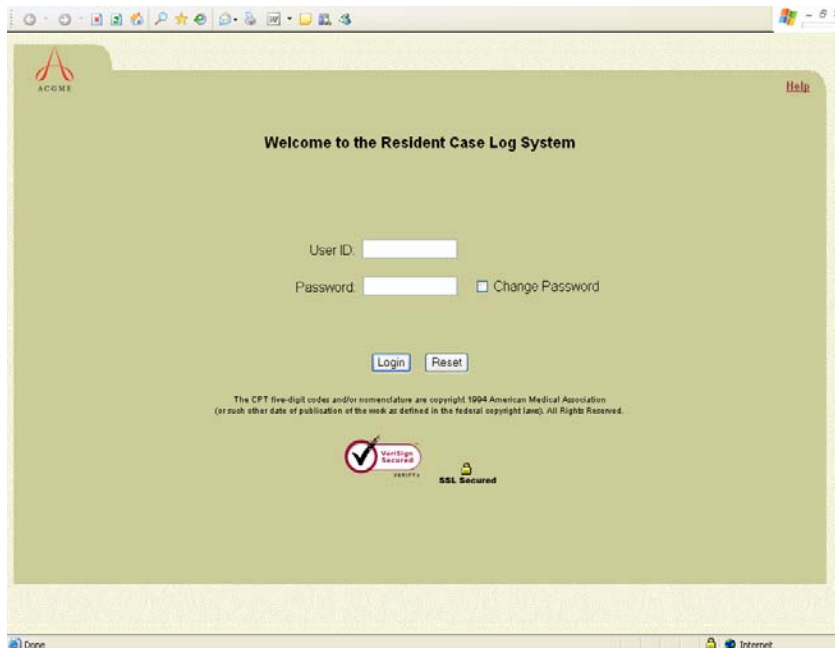 ACGME
Help
Welcome to the Resident Case Log System
User ID:
Password:
Change Password
Login
Reset
The CPT five-digit codes and/or nomenclature are copyright 1994 American Medical Association
(or such other date of publication of the work as defined in the federal copyright laws). All Rights Reserved.
VeriSign
Secured
VERIFY
SSL Secured
Done
Internet